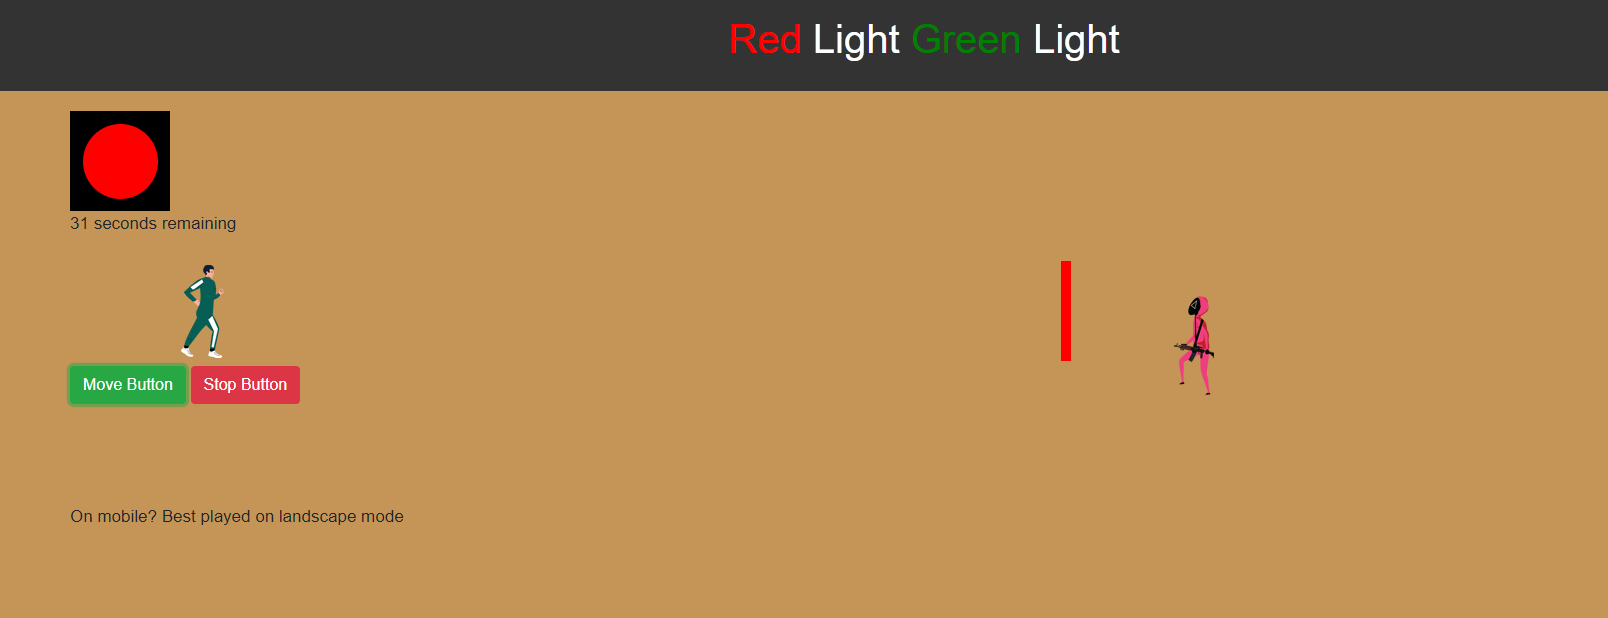 Red Light Green Light
31 seconds remaining
Move Button Stop Button
On mobile? Best played on landscape mode